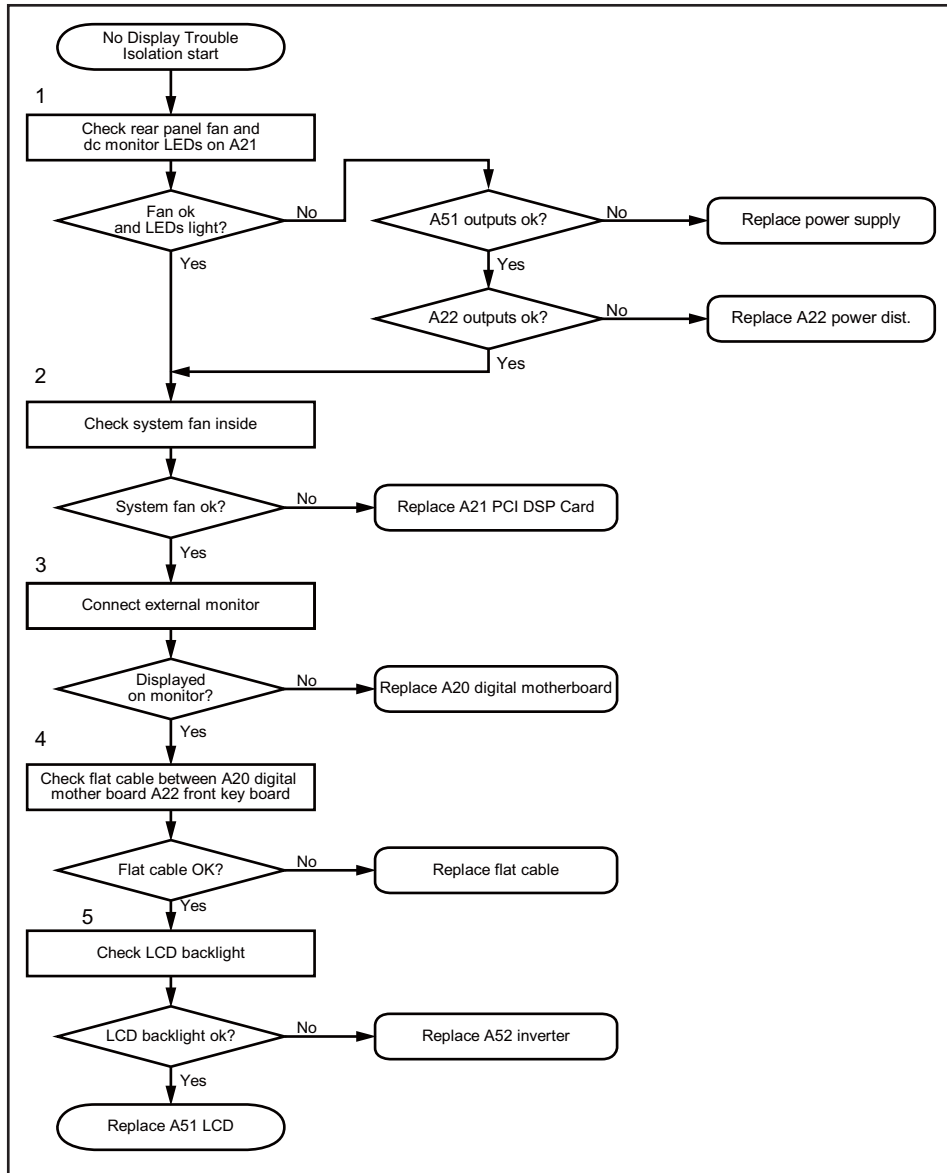 No Display Trouble
Isolation start
1
Check rear panel fan and
dc monitor LEDs on A21
Fan ok
and LEDs light?
No
Yes
A51 outputs ok?
No
Replace power supply
Yes
A22 outputs ok?
No
Replace A22 power dist.
Yes
2
Check system fan inside
System fan ok?
No
Replace A21 PCI DSP Card
Yes
3
Connect external monitor
Displayed
on monitor?
No
Replace A20 digital motherboard
Yes
4
Check flat cable between A20 digital
mother board A22 front key board
Flat cable OK?
No
Replace flat cable
Yes
5
Check LCD backlight
LCD backlight ok?
No
Replace A52 inverter
Yes
Replace A51 LCD